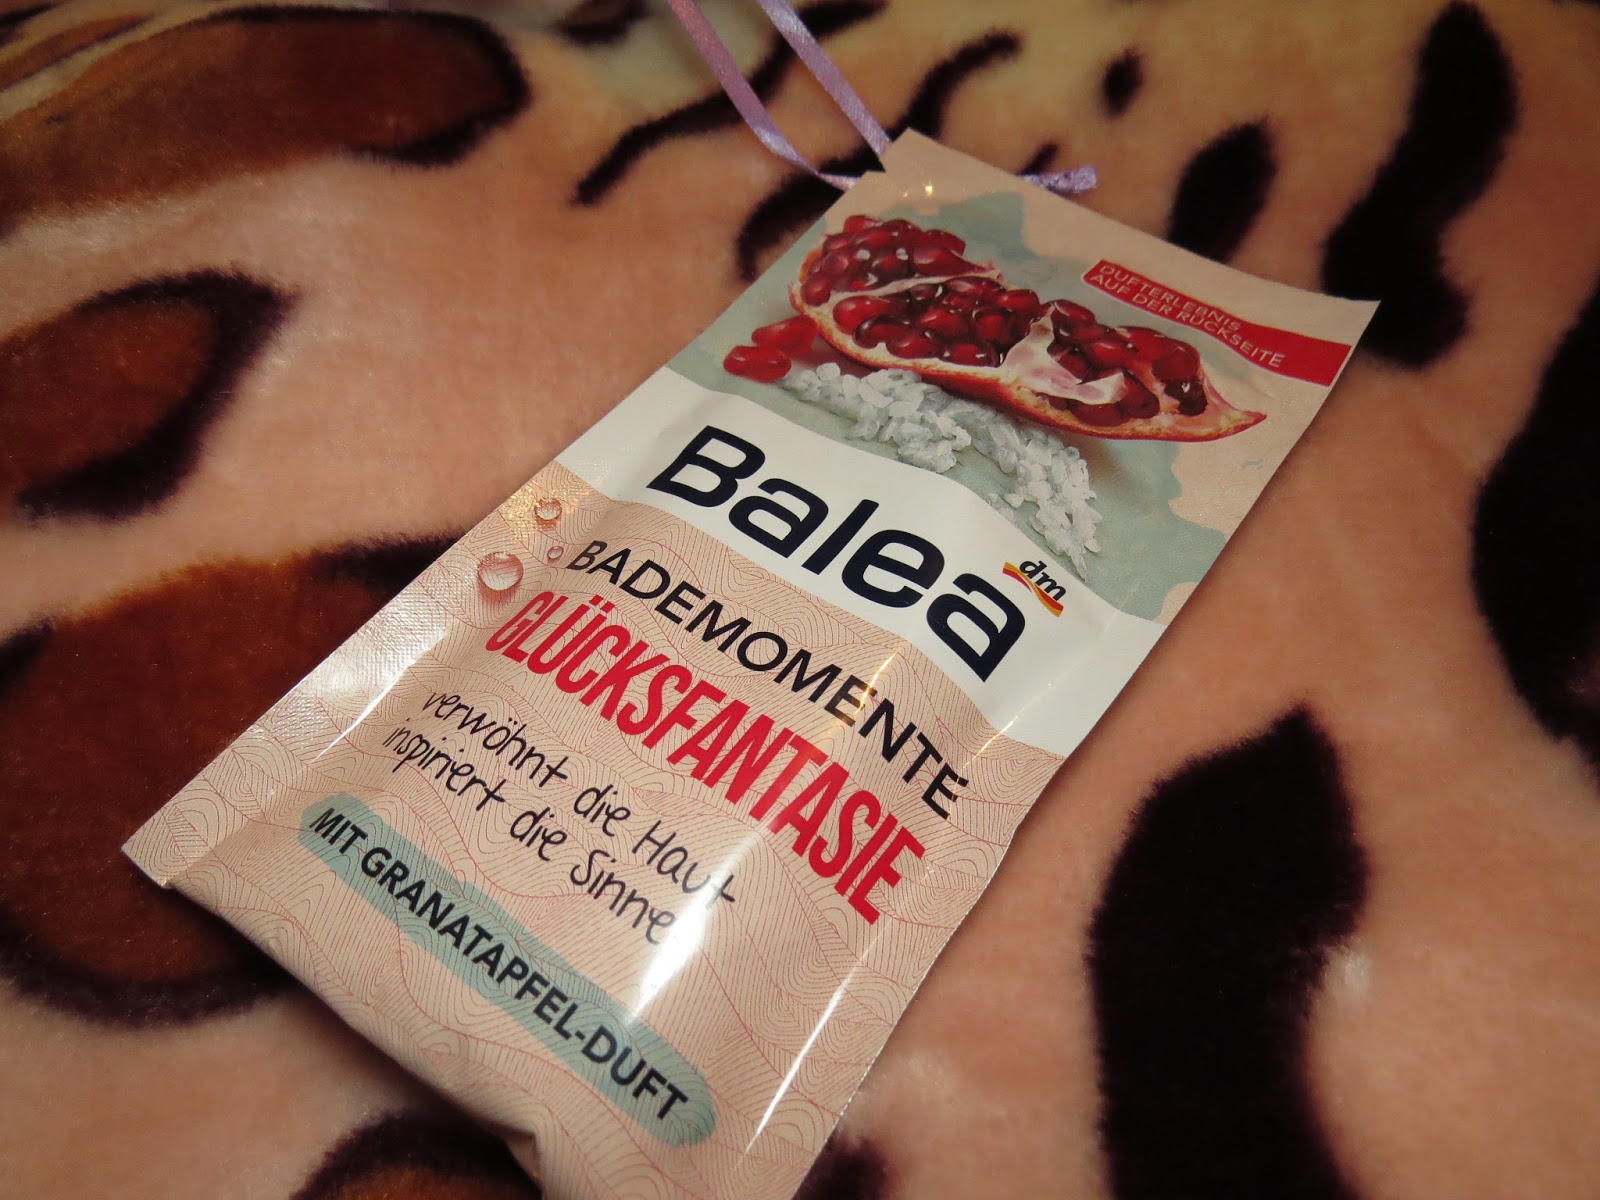 DUFTERLEBNIS
AUF DER RÜCKSEITE
Balea
dm
BADEMOMENTE
GLÜCKSFANTASIE
verwöhnt die Haut
inspiriert die Sinne
MIT GRANATAPFEL-DUFT